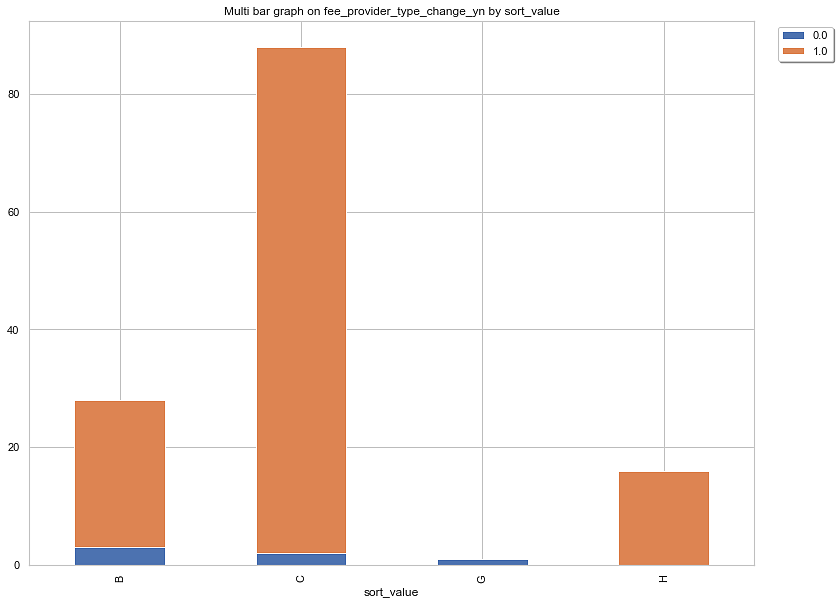 Multi bar graph on fee_provider_type_change_yn by sort_value
0.0
1.0
80
60
40
20
0
B
C
G
H
sort_value